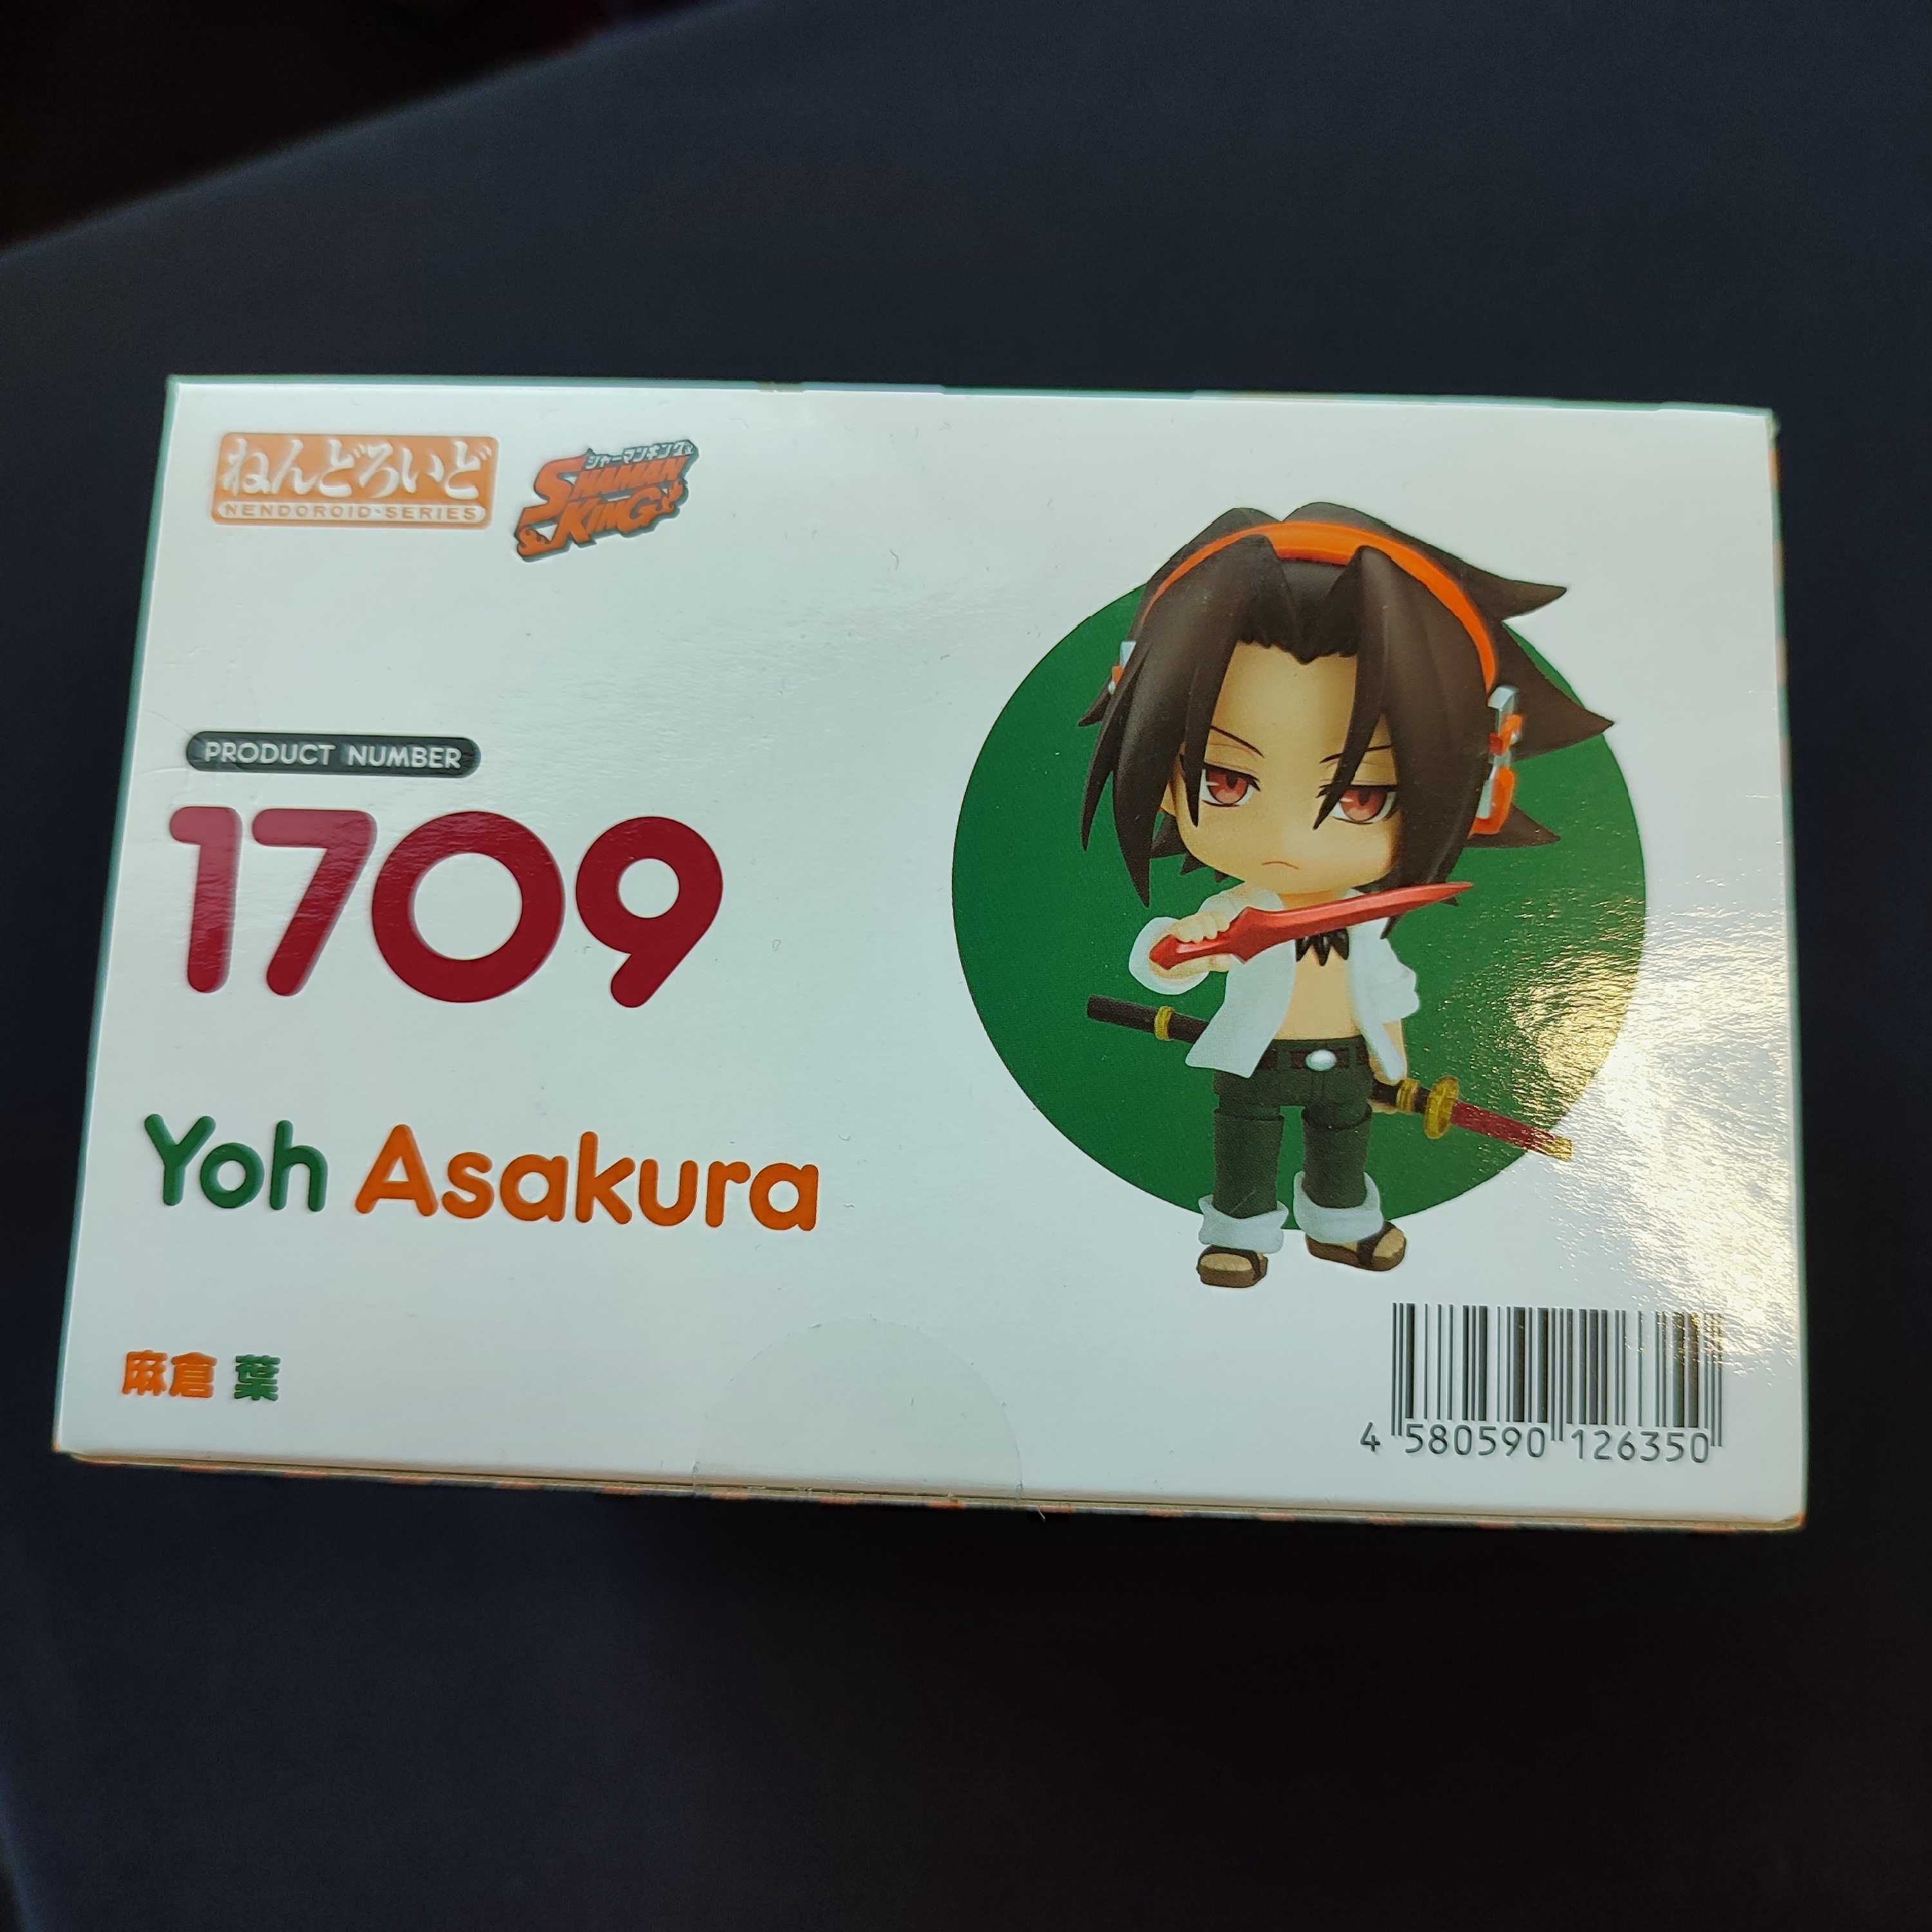 ねんどろいど
NENDOROID-SERIES
シャーマンキング
SHAMAN
KING
PRODUCT NUMBER
1709
Yoh Asakura
麻倉 葉
4 580590 126350